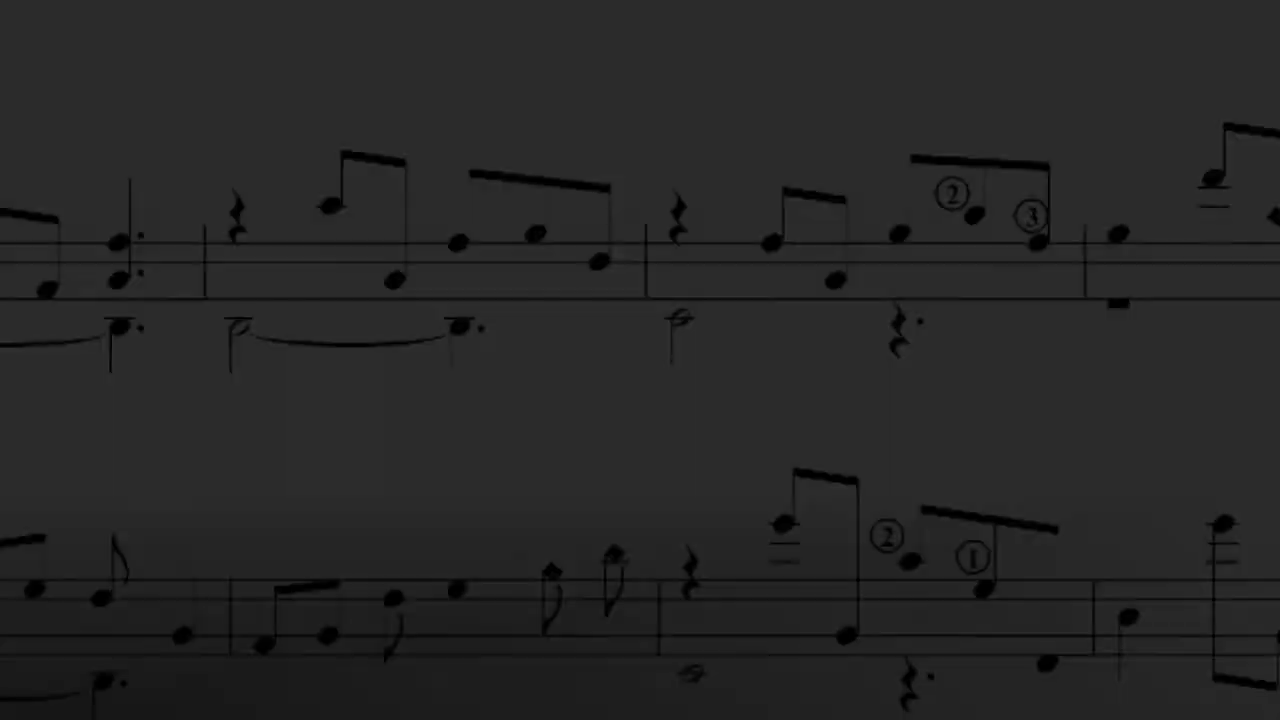 ② ③
② ①